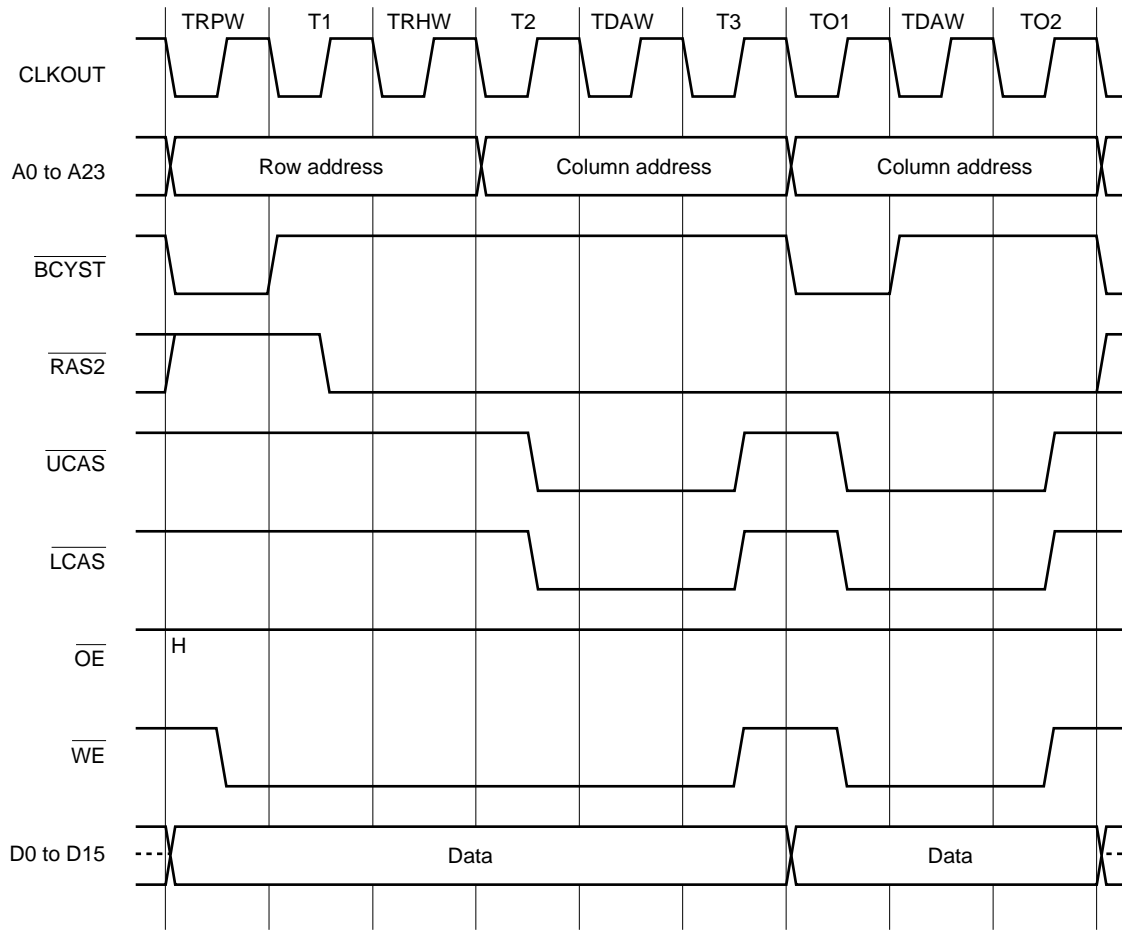 TRPW T1 TRHW T2 TDAW T3 TO1 TDAW TO2
CLKOUT
A0 to A23 Row address Column address Column address
BCYST
RAS2
UCAS
LCAS
OE H
WE
D0 to D15 Data Data